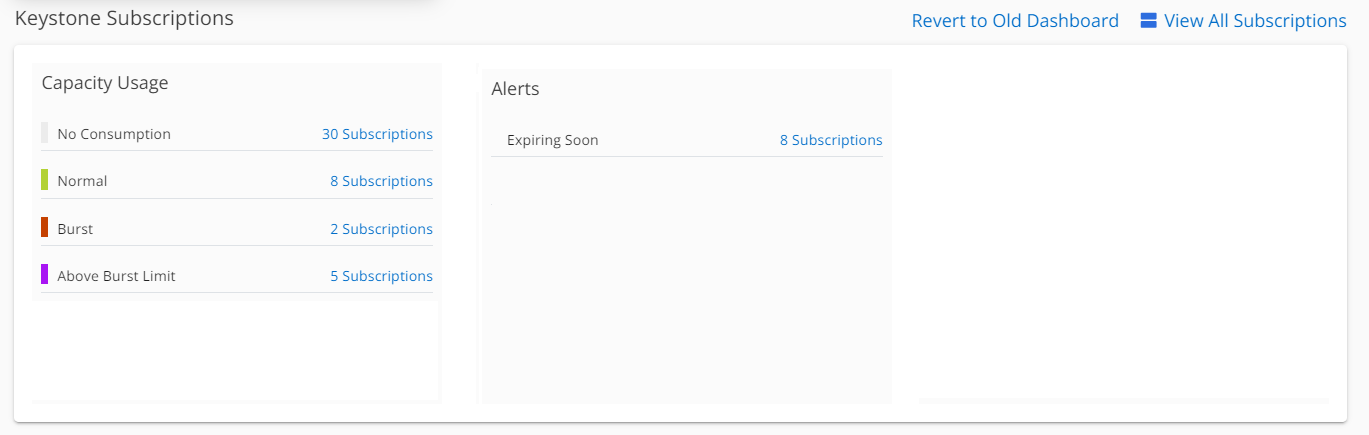 Keystone Subscriptions
Revert to Old Dashboard View All Subscriptions
Capacity Usage
No Consumption 30 Subscriptions
Normal 8 Subscriptions
Burst 2 Subscriptions
Above Burst Limit 5 Subscriptions
Alerts
Expiring Soon 8 Subscriptions